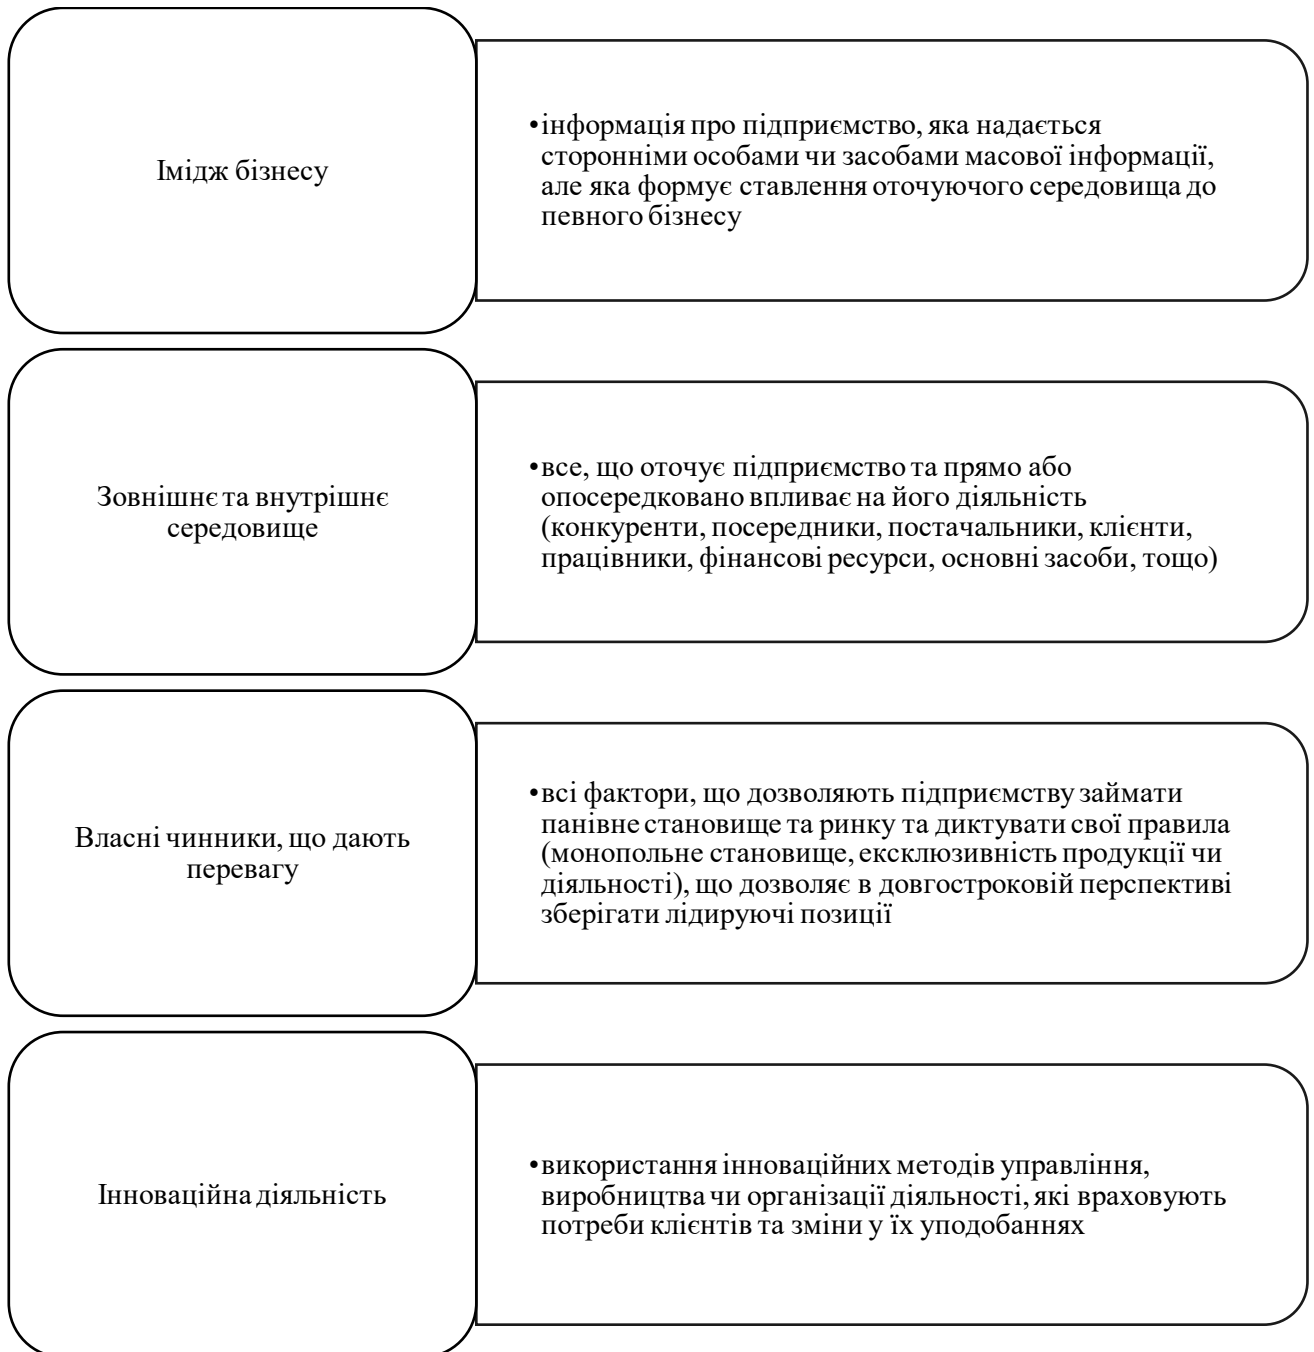 Імідж бізнесу
•інформація про підприємство, яка надається
сторонніми особами чи засобами масової інформації,
але яка формує ставлення оточуючого середовища до
певного бізнесу
Зовнішнє та внутрішнє
середовище
•все, що оточує підприємство та прямо або
опосередковано впливає на його діяльність
(конкуренти, посередники, постачальники, клієнти,
працівники, фінансові ресурси, основні засоби, тощо)
Власні чинники, що дають
перевагу
•всі фактори, що дозволяють підприємству займати
панівне становище та ринку та диктувати свої правила
(монопольне становище, ексклюзивність продукції чи
діяльності), що дозволяє в довгостроковій перспективі
зберігати лідируючі позиції
Інноваційна діяльність
•використання інноваційних методів управління,
виробництва чи організації діяльності, які враховують
потреби клієнтів та зміни у їх уподобаннях